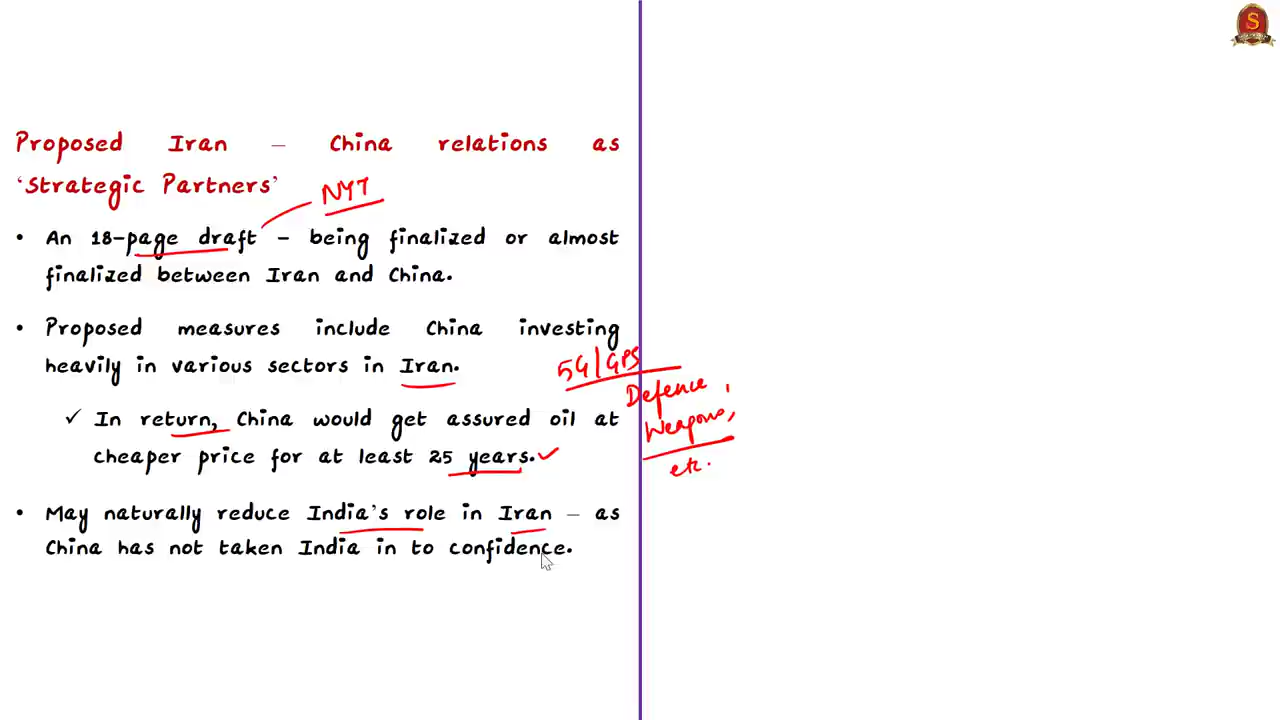 Proposed Iran – China relations as
'Strategic Partners'
NYT
• An 18-page draft – being finalized or almost
finalized between Iran and China.
• Proposed measures include China investing
heavily in various sectors in Iran.
5G/GPS
Defence,
Weapons,
etc.
✓ In return, China would get assured oil at
cheaper price for at least 25 years.
• May naturally reduce India's role in Iran – as
China has not taken India in to confidence.